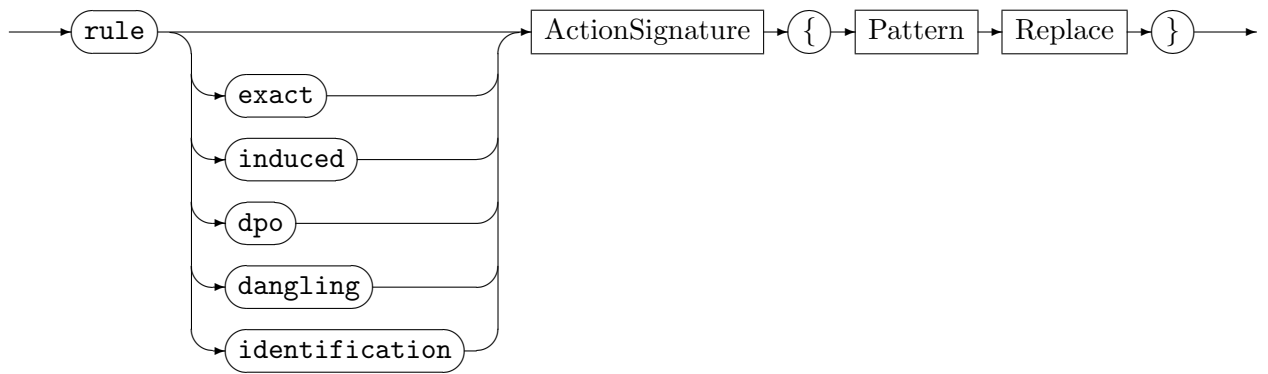 rule ActionSignature { Pattern Replace }
exact
induced
dpo
dangling
identification